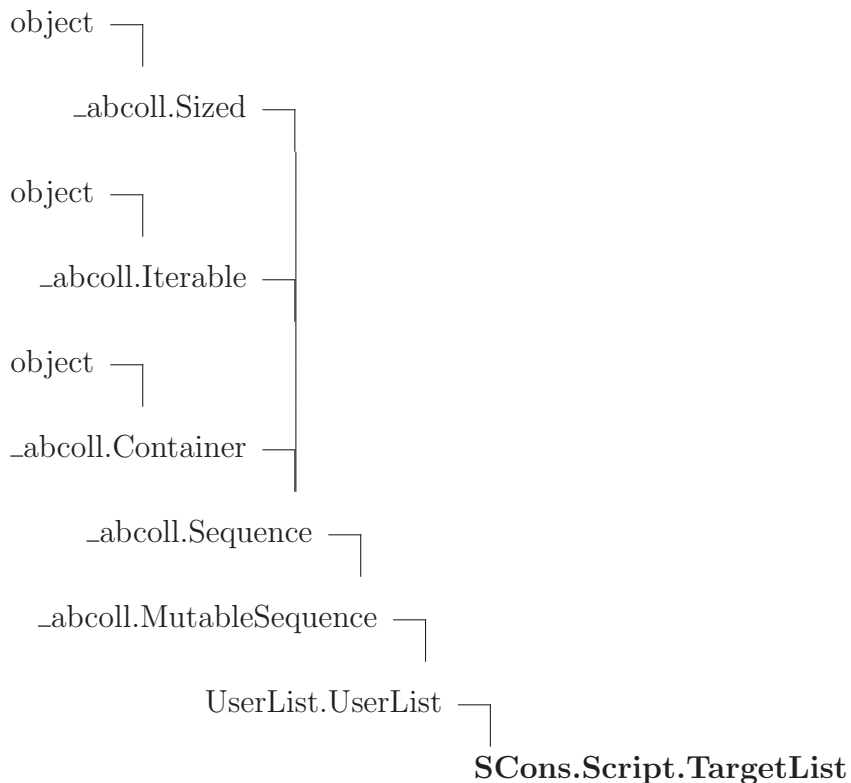 object
_abcoll.Sized
object
_abcoll.Iterable
object
_abcoll.Container
_abcoll.Sequence
_abcoll.MutableSequence
UserList.UserList
SCons.Script.TargetList